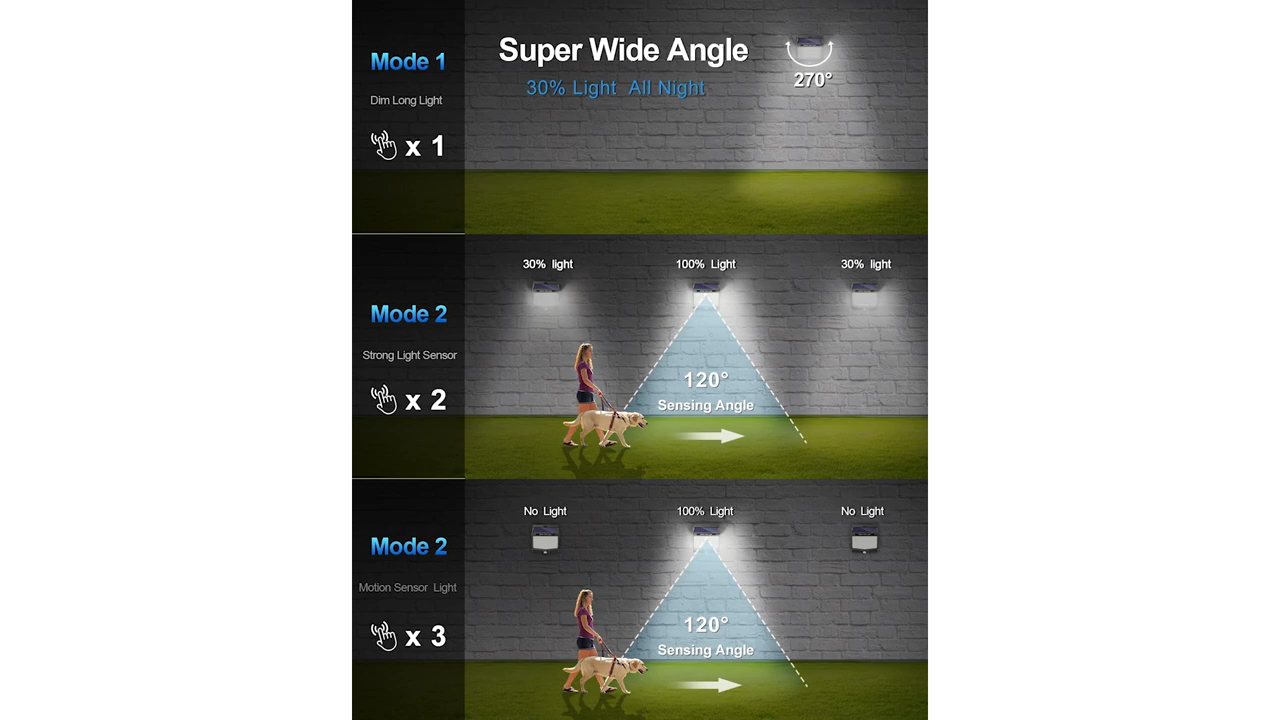 Mode 1
Dim Long Light
x 1
Super Wide Angle
30% Light All Night
270°
Mode 2
Strong Light Sensor
x 2
30% light
100% Light
30% light
120°
Sensing Angle
Mode 2
Motion Sensor Light
x 3
No Light
100% Light
No Light
120°
Sensing Angle